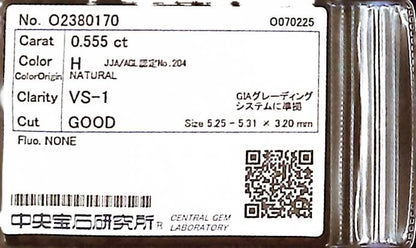 No. O2380170 O070225
Carat 0.555 ct
Color H JJA/AGL認定No.204
ColorOrigin NATURAL
Clarity VS-1 GIAグレーディング
システムに準拠
Cut GOOD Size 5.25 - 5.31 × 3.20 mm
Fluo. NONE
中央宝石研究所® CENTRAL GEM
LABORATORY